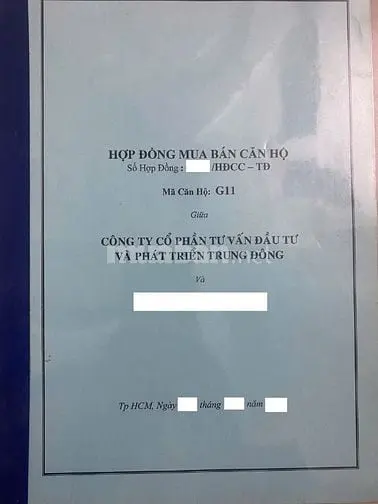 HỢP ĐỒNG MUA BÁN CĂN HỘ
Số Hợp Đồng : /HĐCC – TĐ
Mã Căn Hộ: G11
Giữa
CÔNG TY CỔ PHẦN TƯ VẤN ĐẦU TƯ
VÀ PHÁT TRIỂN TRUNG ĐÔNG
Và
Tp HCM, Ngày tháng năm